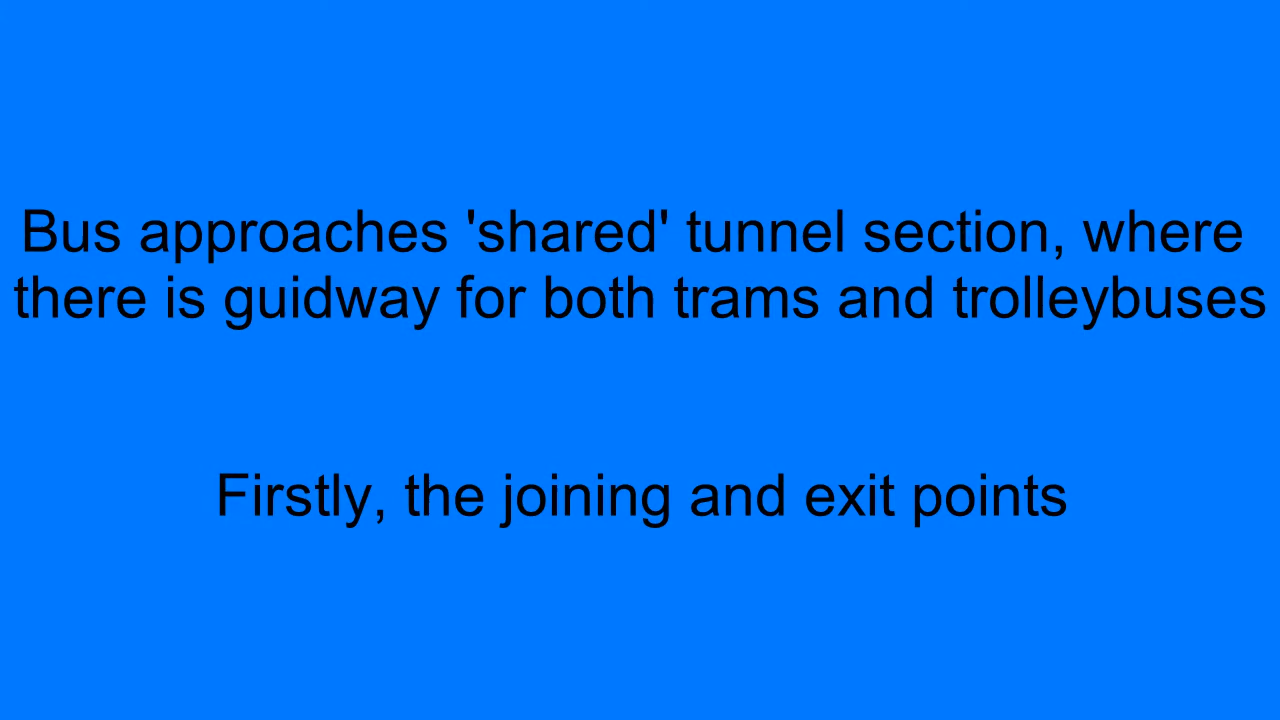 Bus approaches 'shared' tunnel section, where
there is guidway for both trams and trolleybuses
Firstly, the joining and exit points